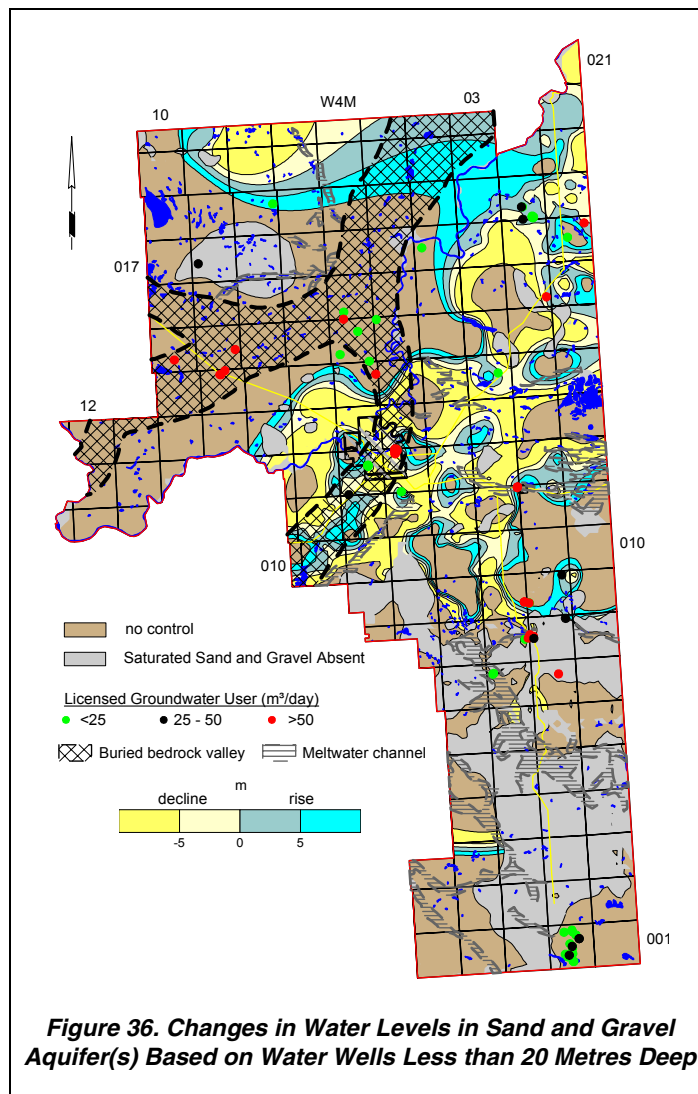 021
10
W4M
03
017
12
010
010
no control
Saturated Sand and Gravel Absent
Licensed Groundwater User (m³/day)
<25 25 - 50 >50
Buried bedrock valley Meltwater channel
m
decline rise
-5 0 5
001
Figure 36. Changes in Water Levels in Sand and Gravel
Aquifer(s) Based on Water Wells Less than 20 Metres Deep